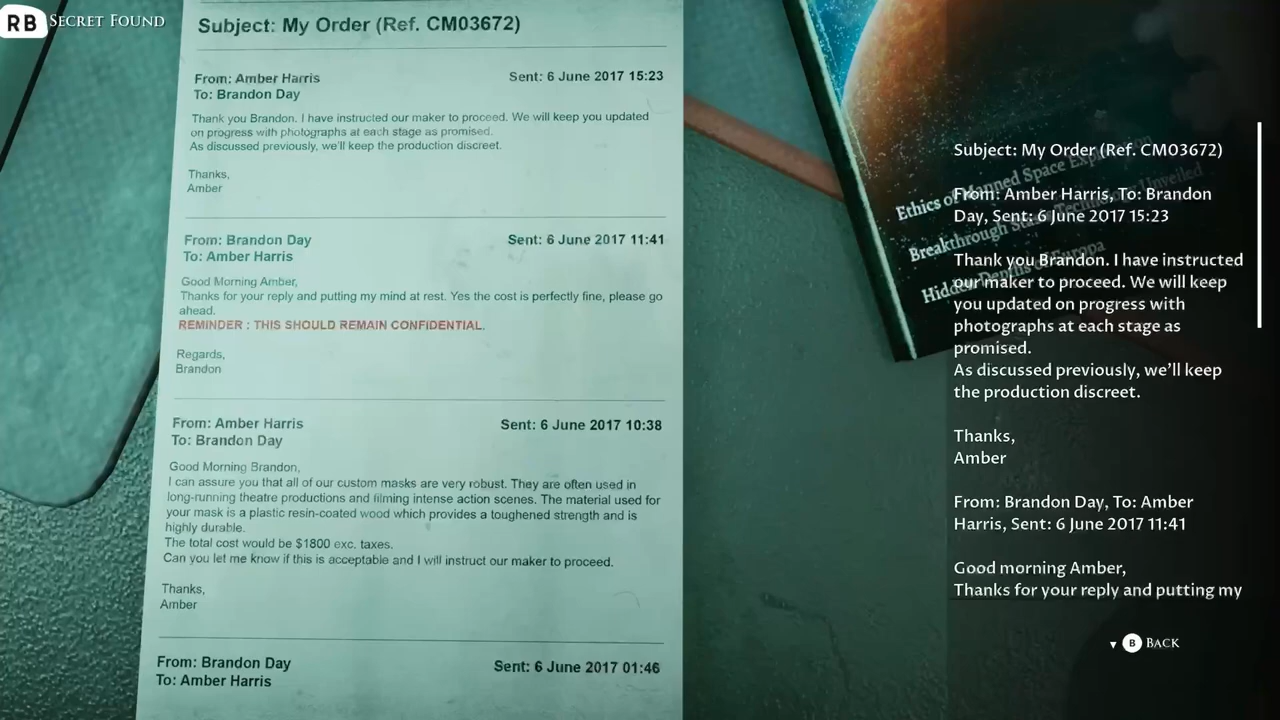 RB SECRET FOUND
Subject: My Order (Ref. CM03672)
From: Amber Harris
Sent: 6 June 2017 15:23
To: Brandon Day
Thank you Brandon. I have instructed our maker to proceed. We will keep you updated
on progress with photographs at each stage as promised.
As discussed previously, we'll keep the production discreet.
Thanks,
Amber
From: Brandon Day
Sent: 6 June 2017 11:41
To: Amber Harris
Good Morning Amber,
Thanks for your reply and putting my mind at rest. Yes the cost is perfectly fine, please go
ahead.
REMINDER : THIS SHOULD REMAIN CONFIDENTIAL.
Regards,
Brandon
From: Amber Harris
Sent: 6 June 2017 10:38
To: Brandon Day
Good Morning Brandon,
I can assure you that all of our custom masks are very robust. They are often used in
long-running theatre productions and filming intense action scenes. The material used for
your mask is a plastic resin-coated wood which provides a toughened strength and is
highly durable.
The total cost would be $1800 exc. taxes.
Can you let me know if this is acceptable and I will instruct our maker to proceed.
Thanks,
Amber
From: Brandon Day
Sent: 6 June 2017 01:46
To: Amber Harris
Ethics of Manned Space
Breakthrough Unveiled
Hidden Depths of Europa
Subject: My Order (Ref. CM03672)
From: Amber Harris, To: Brandon
Day, Sent: 6 June 2017 15:23
Thank you Brandon. I have instructed
our maker to proceed. We will keep
you updated on progress with
photographs at each stage as
promised.
As discussed previously, we'll keep
the production discreet.
Thanks,
Amber
From: Brandon Day, To: Amber
Harris, Sent: 6 June 2017 11:41
Good morning Amber,
Thanks for your reply and putting my
B BACK